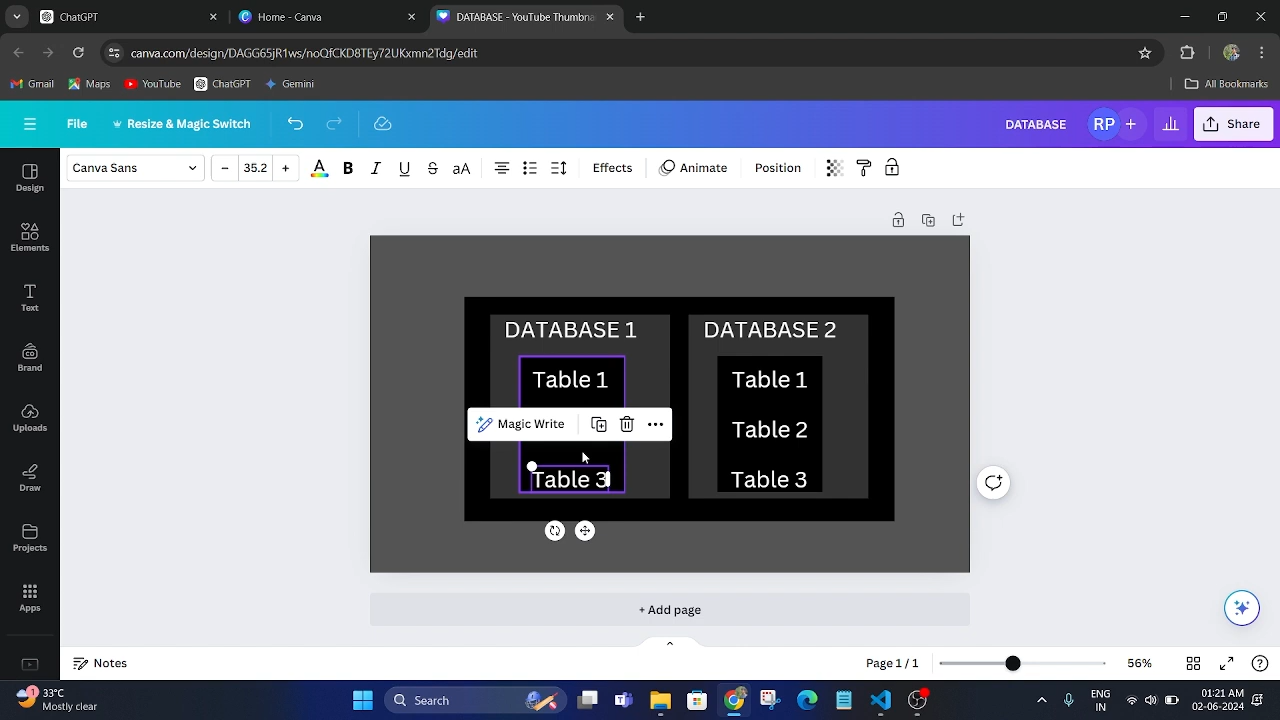 ChatGPT
Home - Canva
DATABASE - YouTube Thumbna
canva.com/design/DAGG65jR1ws/noQfCKD8TEy72UKxmn2Tdg/edit
Gmail
Maps
YouTube
ChatGPT
Gemini
All Bookmarks
File
Resize & Magic Switch
DATABASE
RP
Share
Canva Sans
35.2
Effects
Animate
Position
Design
Elements
Text
Brand
Uploads
Draw
Projects
Apps
DATABASE 1
Table 1
Magic Write
Table 3
DATABASE 2
Table 1
Table 2
Table 3
+ Add page
Notes
Page 1 / 1
56%
33°C
Mostly clear
Search
ENG
IN
01:21 AM
02-06-2024